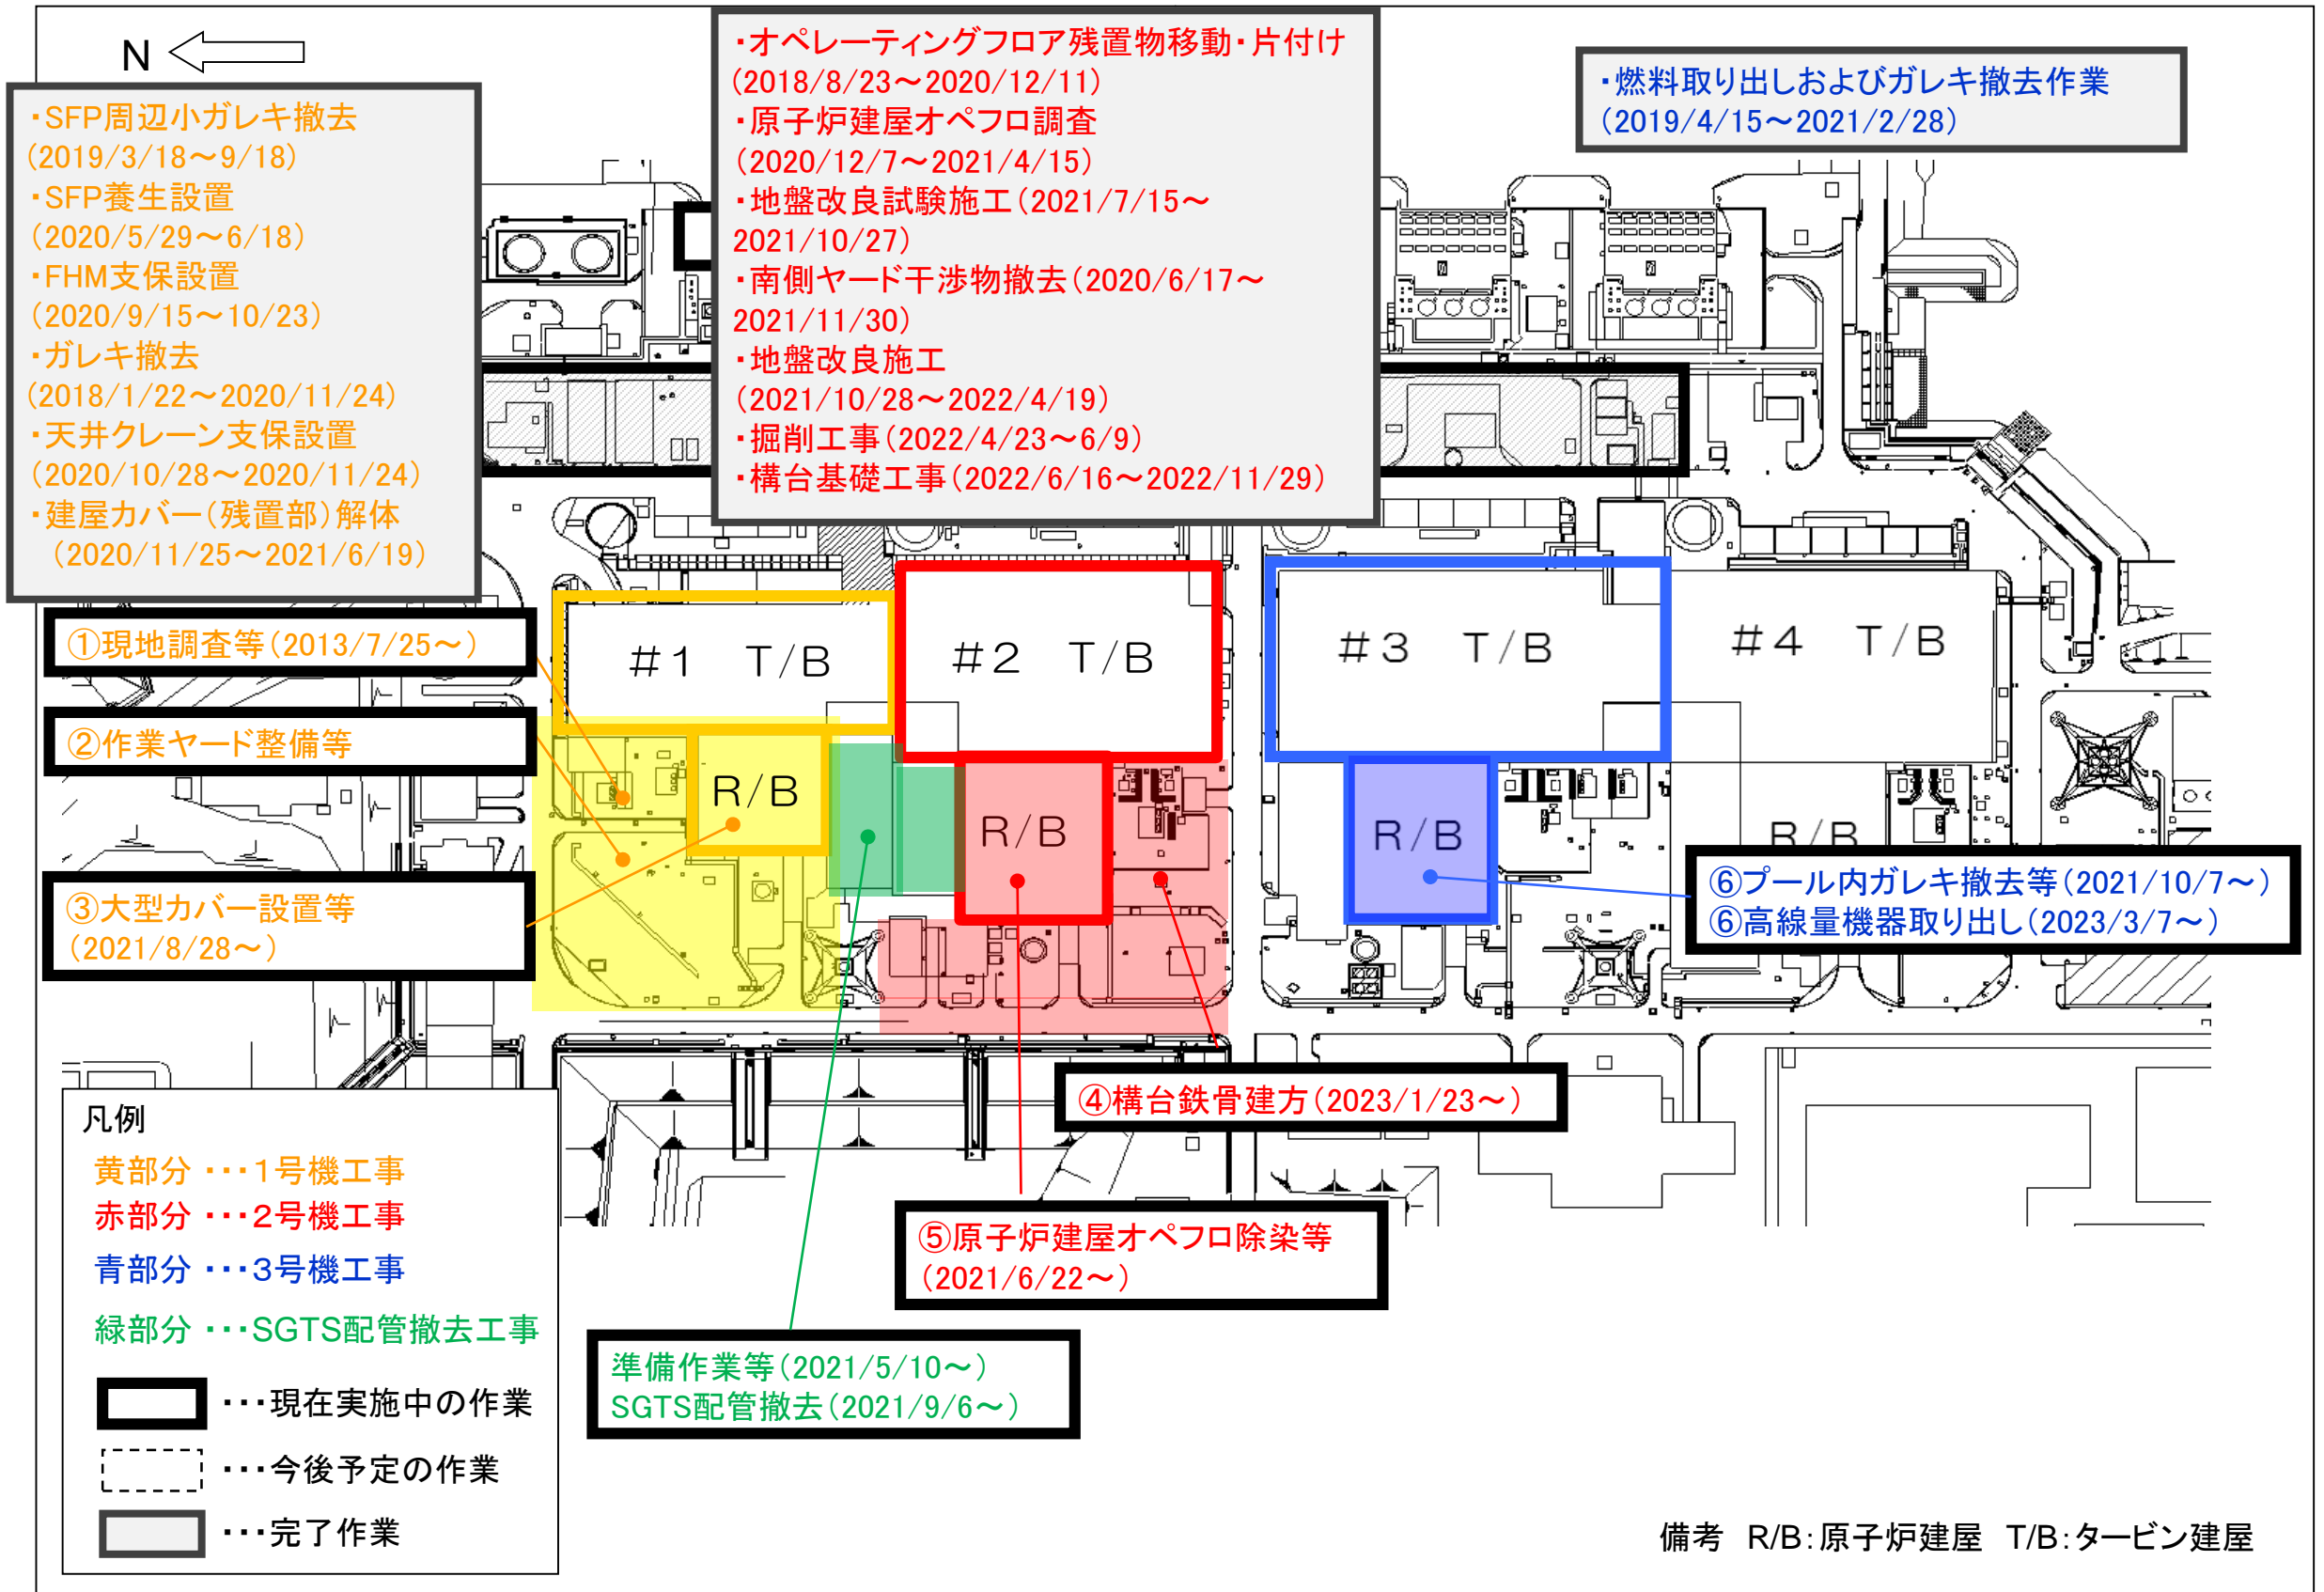 N
・SFP周辺小ガレキ撤去
(2019/3/18～9/18)
・SFP養生設置
(2020/5/29～6/18)
・FHM支保設置
(2020/9/15～10/23)
・ガレキ撤去
(2018/1/22～2020/11/24)
・天井クレーン支保設置
(2020/10/28～2020/11/24)
・建屋カバー(残置部)解体
(2020/11/25～2021/6/19)
・オペレーティングフロア残置物移動・片付け
(2018/8/23～2020/12/11)
・原子炉建屋オペフロ調査
(2020/12/7～2021/4/15)
・地盤改良試験施工(2021/7/15～
2021/10/27)
・南側ヤード干渉物撤去(2020/6/17～
2021/11/30)
・地盤改良施工
(2021/10/28～2022/4/19)
・掘削工事(2022/4/23～6/9)
・構台基礎工事(2022/6/16～2022/11/29)
・燃料取り出しおよびガレキ撤去作業
(2019/4/15～2021/2/28)
①現地調査等(2013/7/25～)
②作業ヤード整備等
③大型カバー設置等
(2021/8/28～)
#1 T/B
#2 T/B
#3 T/B
#4 T/B
R/B
R/B
R/B
R/B
⑥プール内ガレキ撤去等(2021/10/7～)
⑥高線量機器取り出し(2023/3/7～)
④構台鉄骨建方(2023/1/23～)
⑤原子炉建屋オペフロ除染等
(2021/6/22～)
準備作業等(2021/5/10～)
SGTS配管撤去(2021/9/6～)
凡例
黄部分 ・・・1号機工事
赤部分 ・・・2号機工事
青部分 ・・・3号機工事
緑部分 ・・・SGTS配管撤去工事
・・・現在実施中の作業
・・・今後予定の作業
・・・完了作業
備考 R/B:原子炉建屋 T/B:タービン建屋